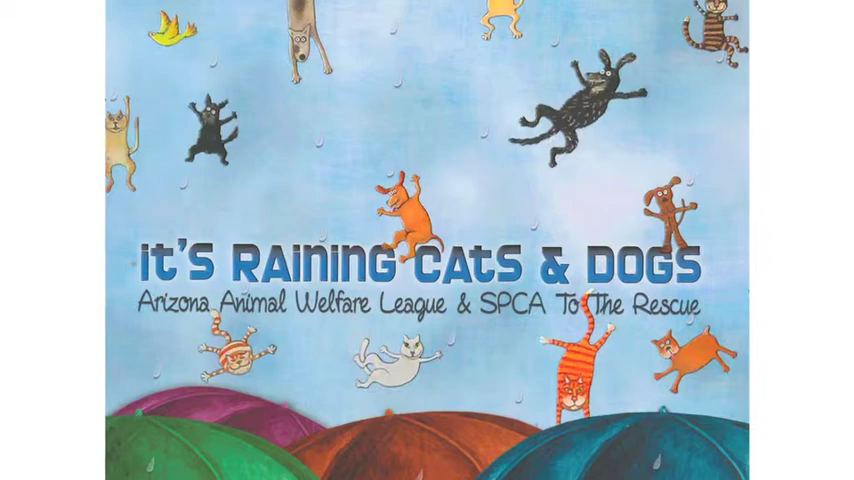 it's RAiNiNG CAtS & DOGS
Arizona Animal Welfare League & SPCA To The Rescue